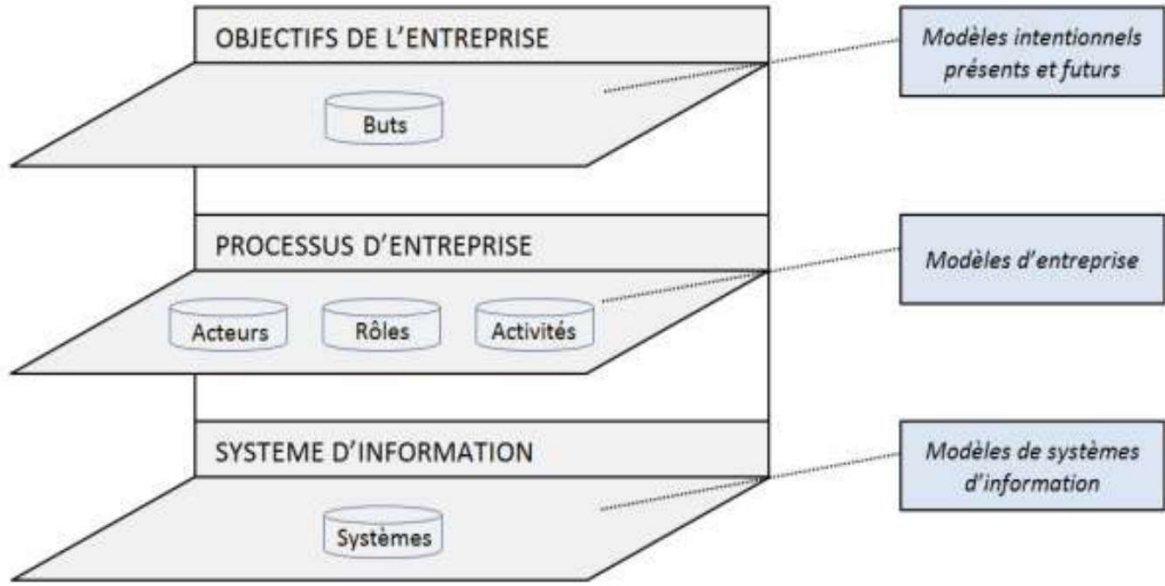 OBJECTIFS DE L'ENTREPRISE
Modèles intentionnels
présents et futurs
Buts
PROCESSUS D'ENTREPRISE
Modèles d'entreprise
Acteurs
Rôles
Activités
SYSTEME D'INFORMATION
Modèles de systèmes
d'information
Systèmes